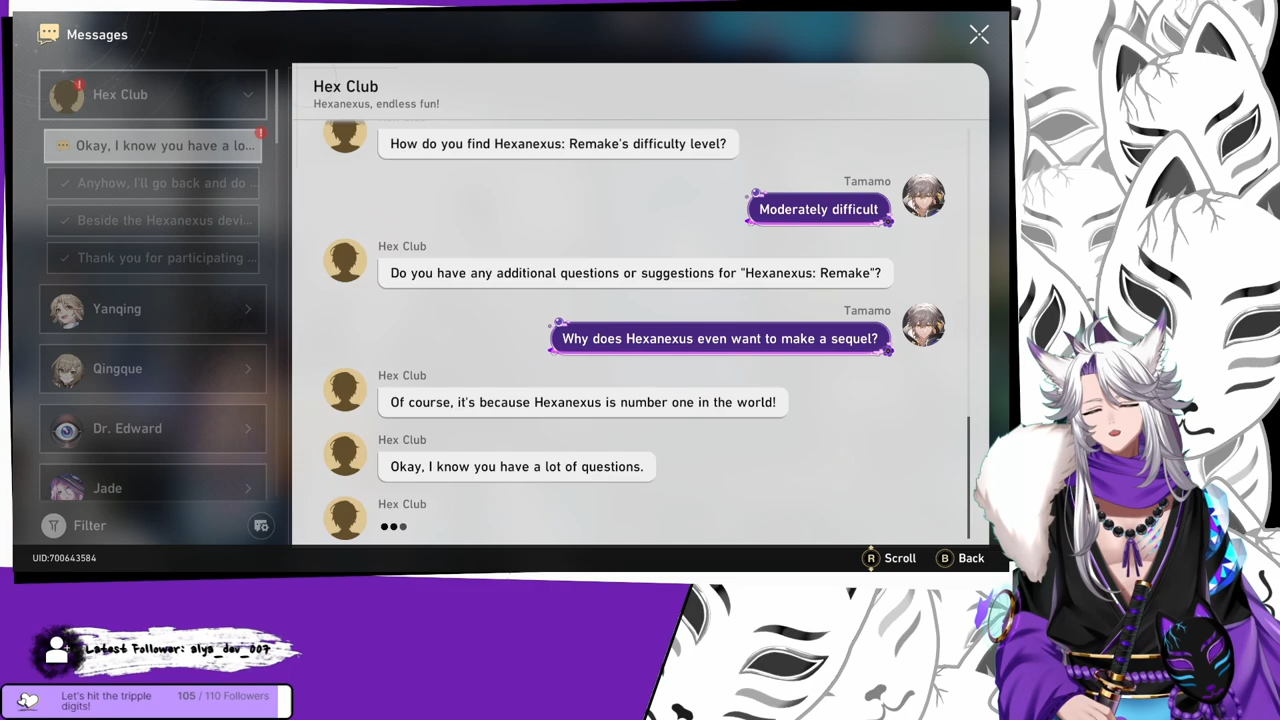 Messages
Hex Club
Okay, I know you have a lo...
Anyhow, I'll go back and do ...
Beside the Hexanexus devi...
Thank you for participating ...
Yanqing
Qingque
Dr. Edward
Jade
Filter
UID:700643584
Hex Club
Hexanexus, endless fun!
How do you find Hexanexus: Remake's difficulty level?
Tamamo
Moderately difficult
Hex Club
Do you have any additional questions or suggestions for "Hexanexus: Remake"?
Tamamo
Why does Hexanexus even want to make a sequel?
Hex Club
Of course, it's because Hexanexus is number one in the world!
Hex Club
Okay, I know you have a lot of questions.
Hex Club
R Scroll
B Back
Latest Follower: alya_dev_007
Let's hit the tripple
digits!
105 / 110 Followers